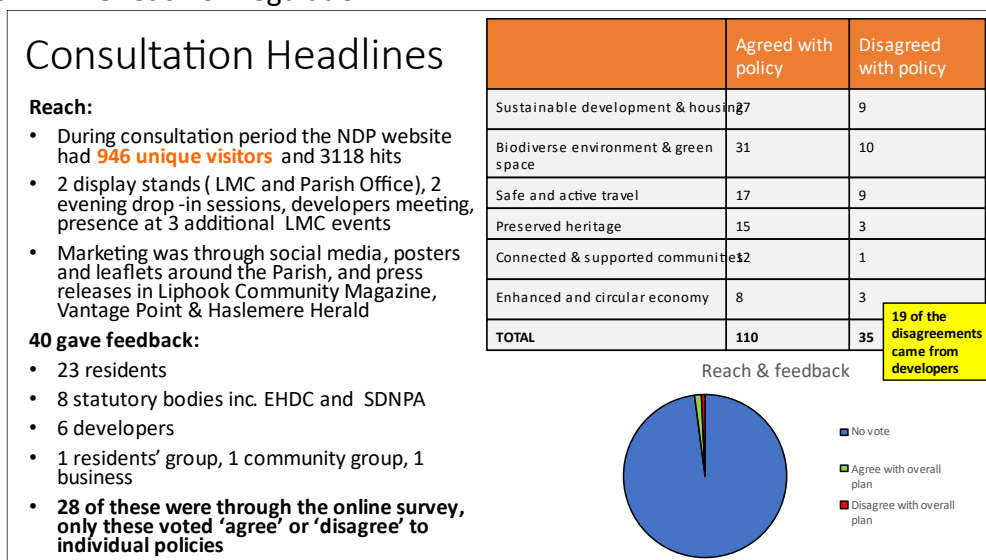 Consultation Headlines
Reach:
• During consultation period the NDP website
had 946 unique visitors and 3118 hits
• 2 display stands ( LMC and Parish Office), 2
evening drop -in sessions, developers meeting,
presence at 3 additional LMC events
• Marketing was through social media, posters
and leaflets around the Parish, and press
releases in Liphook Community Magazine,
Vantage Point & Haslemere Herald
40 gave feedback:
• 23 residents
• 8 statutory bodies inc. EHDC and SDNPA
• 6 developers
• 1 residents' group, 1 community group, 1
business
• 28 of these were through the online survey,
only these voted 'agree' or 'disagree' to
individual policies
Agreed with policy Disagreed with policy
Sustainable development & housing 27 9
Biodiverse environment & green space 31 10
Safe and active travel 17 9
Preserved heritage 15 3
Connected & supported communities 12 1
Enhanced and circular economy 8 3
TOTAL 110 35
19 of the
disagreements
came from
developers
Reach & feedback
No vote
Agree with overall
plan
Disagree with overall
plan